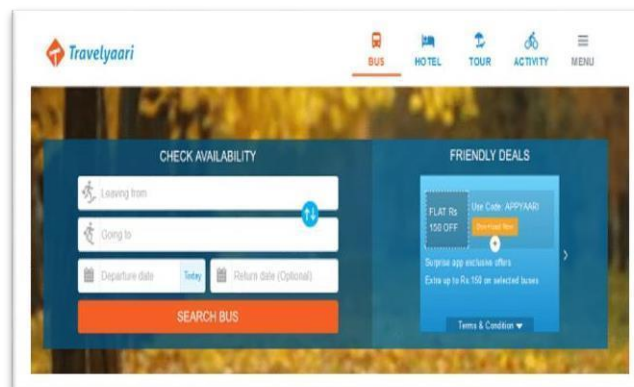 Travelyaari
BUS
HOTEL
TOUR
ACTIVITY
MENU
CHECK AVAILABILITY
Leaving from
Going to
Departure date
Today
Return date (Optional)
SEARCH BUS
FRIENDLY DEALS
FLAT Rs
150 OFF
Use Code: APPYAARI
Download Now
Surprise app exclusive offers
Extra up to Rs.150 on selected buses
Terms & Condition